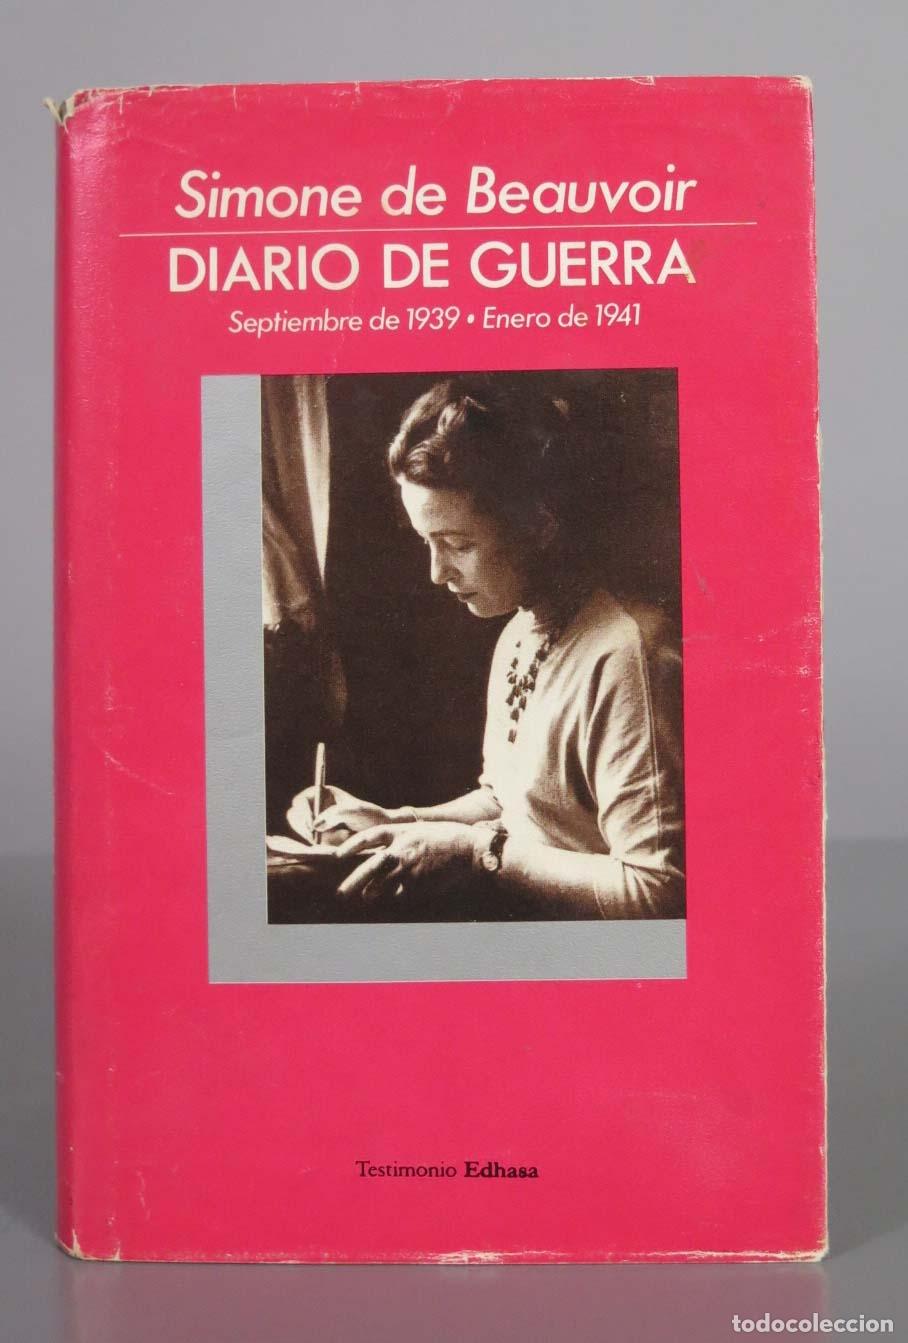 Simone de Beauvoir
DIARIO DE GUERRA
Septiembre de 1939 • Enero de 1941
Testimonio Edhasa
todocoleccion